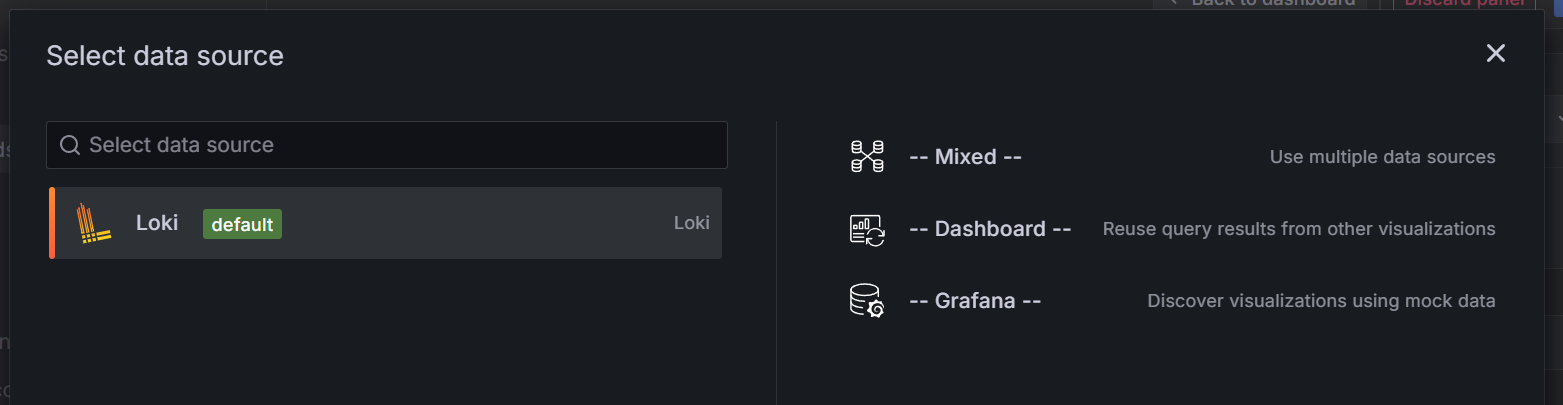 Back to dashboard
Discard panel
Select data source
Select data source
Loki default Loki
-- Mixed -- Use multiple data sources
-- Dashboard -- Reuse query results from other visualizations
-- Grafana -- Discover visualizations using mock data